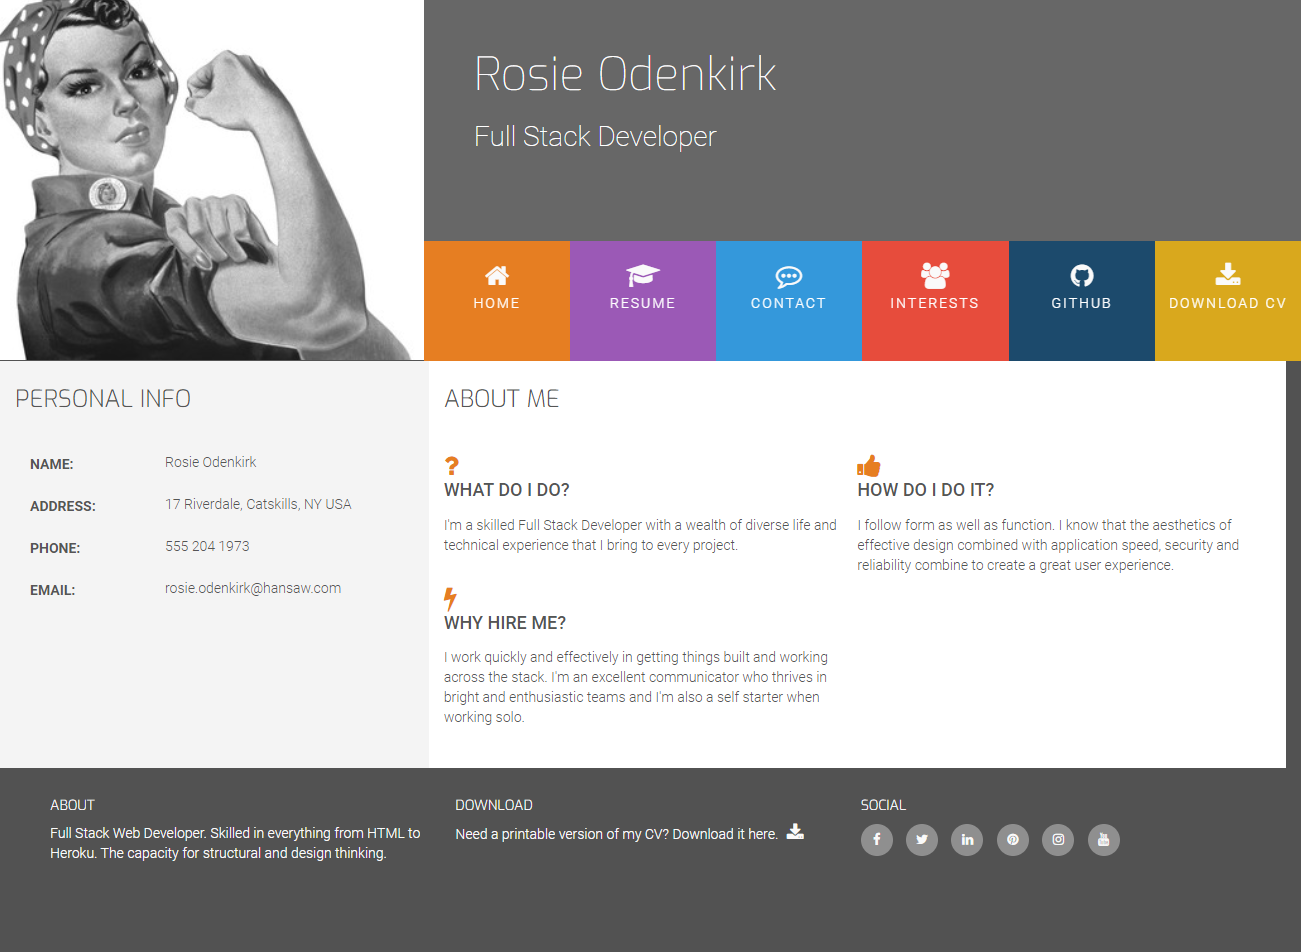 Rosie Odenkirk
Full Stack Developer
HOME
RESUME
CONTACT
INTERESTS
GITHUB
DOWNLOAD CV
PERSONAL INFO
NAME: Rosie Odenkirk
ADDRESS: 17 Riverdale, Catskills, NY USA
PHONE: 555 204 1973
EMAIL: rosie.odenkirk@hansaw.com
ABOUT ME
WHAT DO I DO?
I'm a skilled Full Stack Developer with a wealth of diverse life and
technical experience that I bring to every project.
HOW DO I DO IT?
I follow form as well as function. I know that the aesthetics of
effective design combined with application speed, security and
reliability combine to create a great user experience.
WHY HIRE ME?
I work quickly and effectively in getting things built and working
across the stack. I'm an excellent communicator who thrives in
bright and enthusiastic teams and I'm also a self starter when
working solo.
ABOUT
Full Stack Web Developer. Skilled in everything from HTML to
Heroku. The capacity for structural and design thinking.
DOWNLOAD
Need a printable version of my CV? Download it here.
SOCIAL